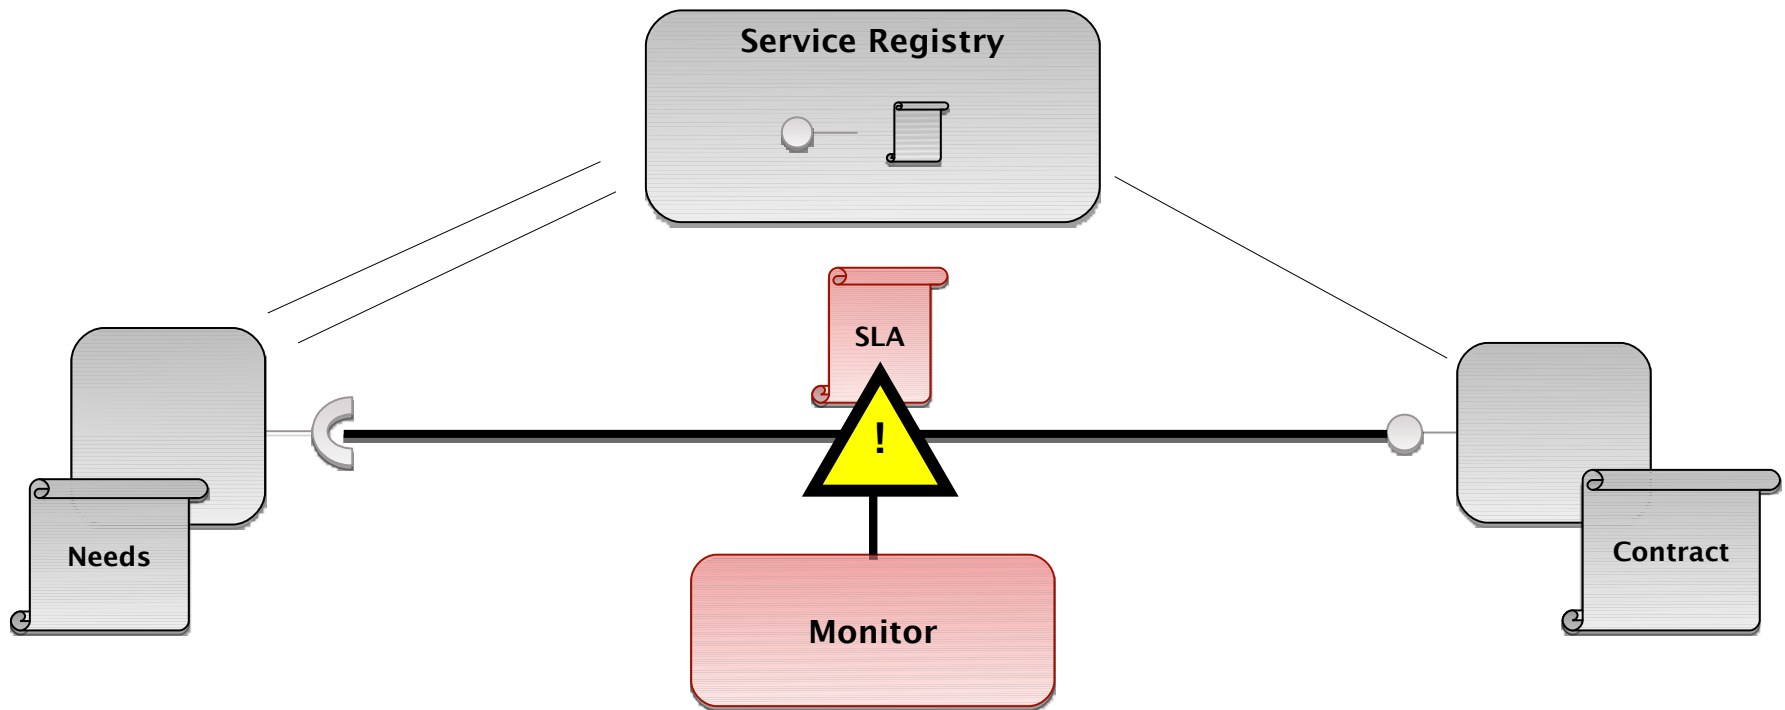 Service Registry
SLA
!
Needs
Contract
Monitor